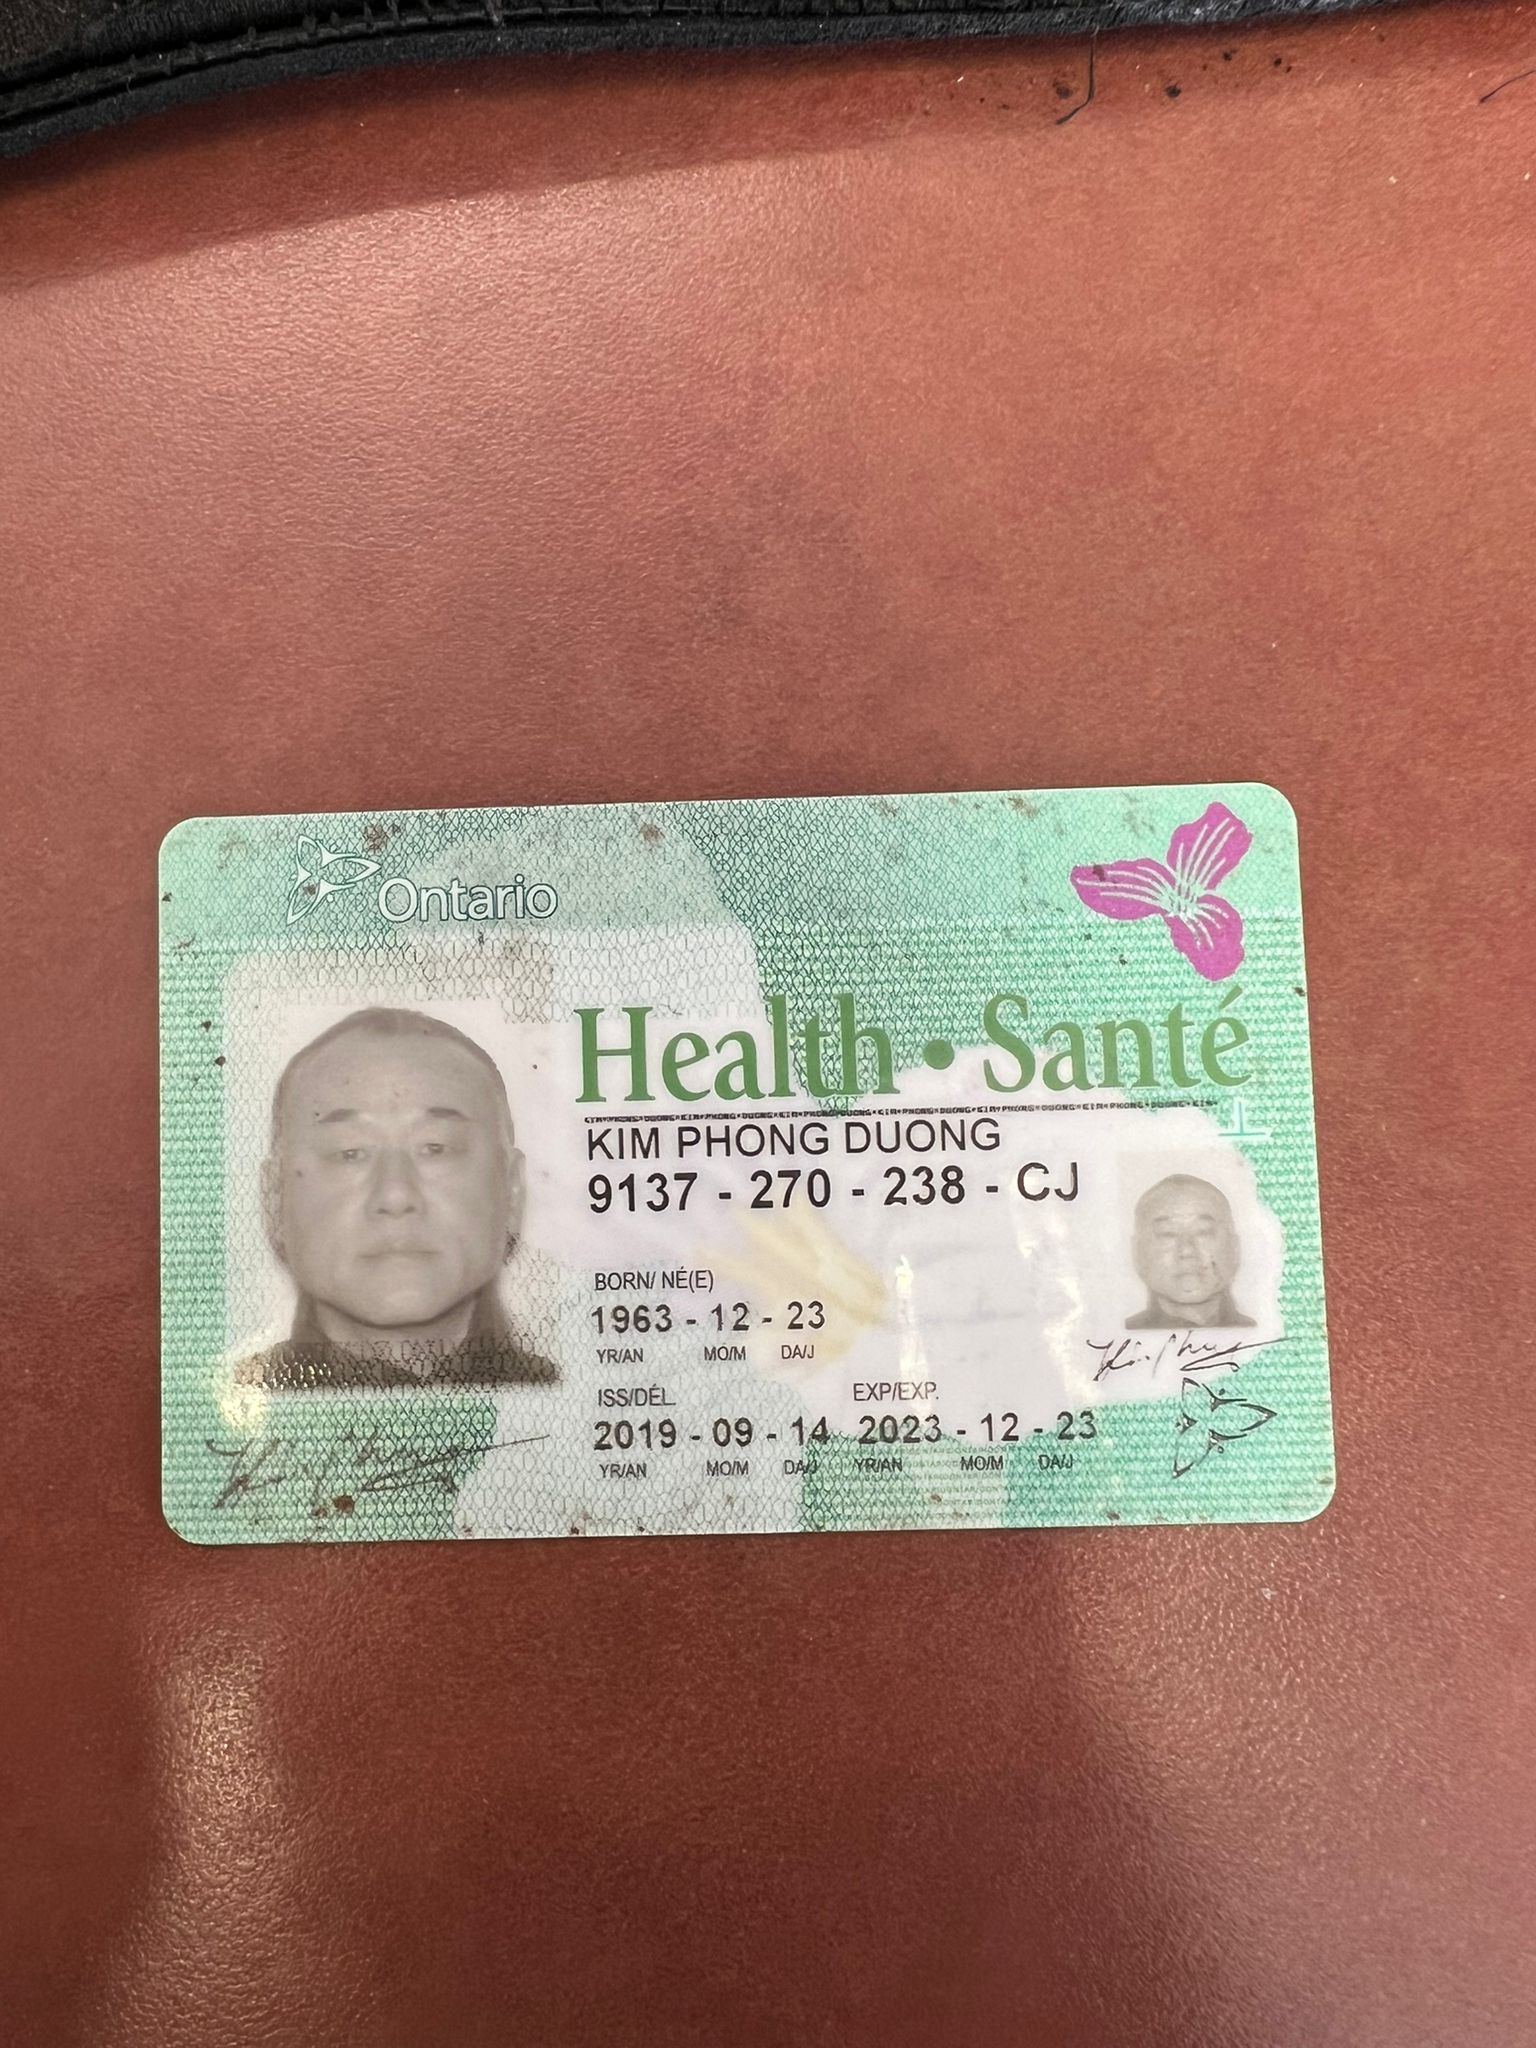 Ontario
Health • Santé
KIM PHONG DUONG
9137 - 270 - 238 - CJ
BORN/ NÉ(E)
1963 - 12 - 23
YR/AN MO/M DA/J
ISS/DÉL EXP/EXP.
2019 - 09 - 14 2023 - 12 - 23
YR/AN MO/M DA/J YR/AN MO/M DA/J